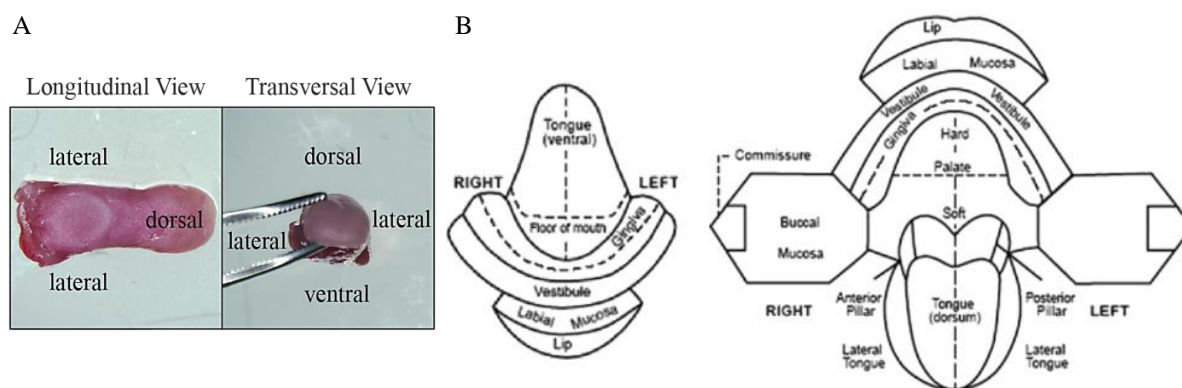 A
B
Longitudinal View
Transversal View
lateral
dorsal
lateral
dorsal
lateral
lateral
ventral
Tongue
(ventral)
RIGHT
LEFT
Floor of mouth
Gingiva
Vestibule
Labial Mucosa
Lip
Lip
Labial Mucosa
Vestibule
Vestibule
Gingiva
Hard
Palate
Commissure
Soft
Buccal
Mucosa
RIGHT
LEFT
Anterior
Pillar
Posterior
Pillar
Tongue
(dorsum)
Lateral
Tongue
Lateral
Tongue